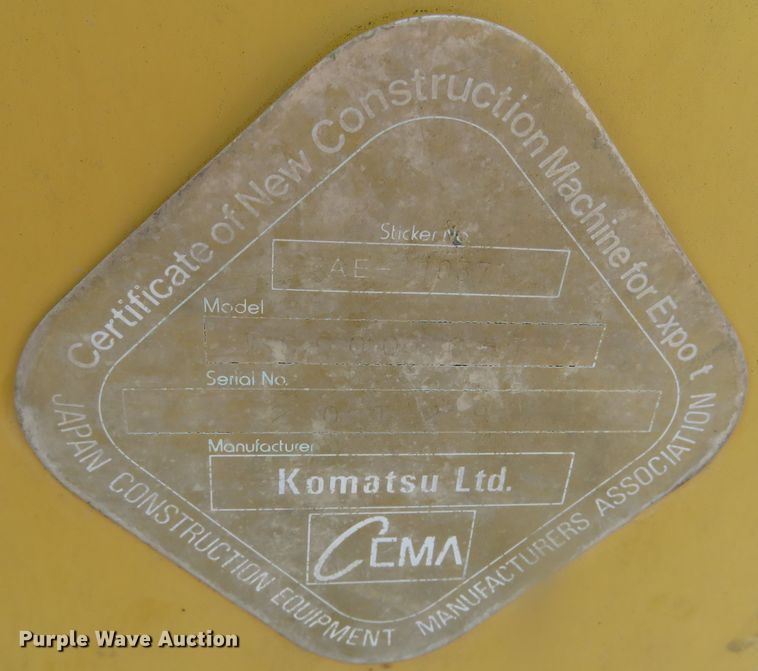 Certificate of New Construction Machine for Expo t
Sticker No.
AE-
Model
Serial No.
Manufacturer
Komatsu Ltd.
CEMA
JAPAN CONSTRUCTION EQUIPMENT MANUFACTURERS ASSOCIATION
Purple Wave Auction